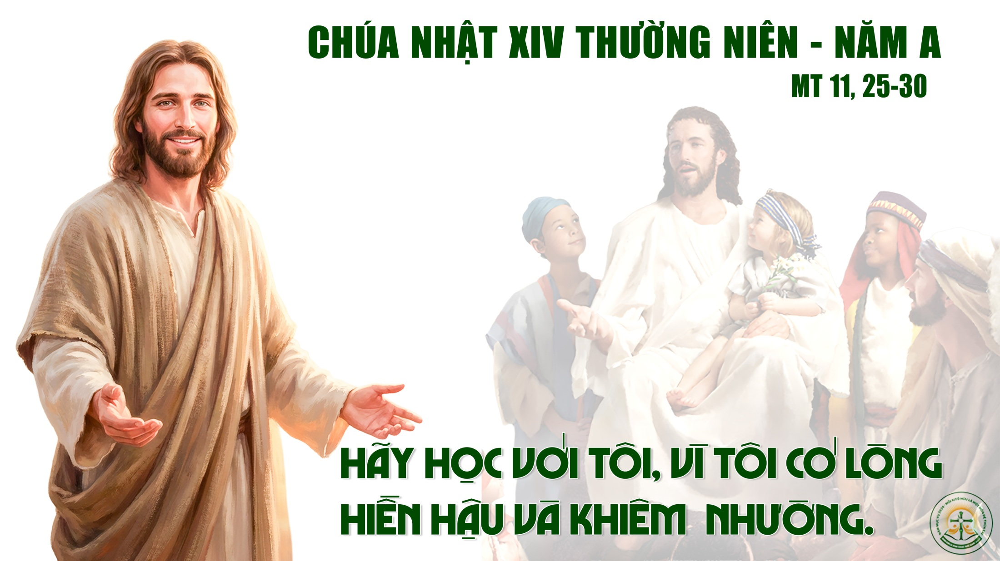 CHÚA NHẬT XIV THƯỜNG NIÊN - NĂM A
MT 11, 25-30
HÃY HỌC VỚI TÔI, VÌ TÔI CÓ LÒNG
HIỀN HẬU VÀ KHIÊM NHƯỜNG.